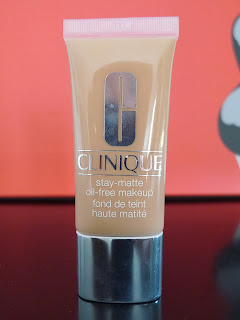 CLINIQUE
stay-matte
oil-free makeup
fond de teint
haute matité